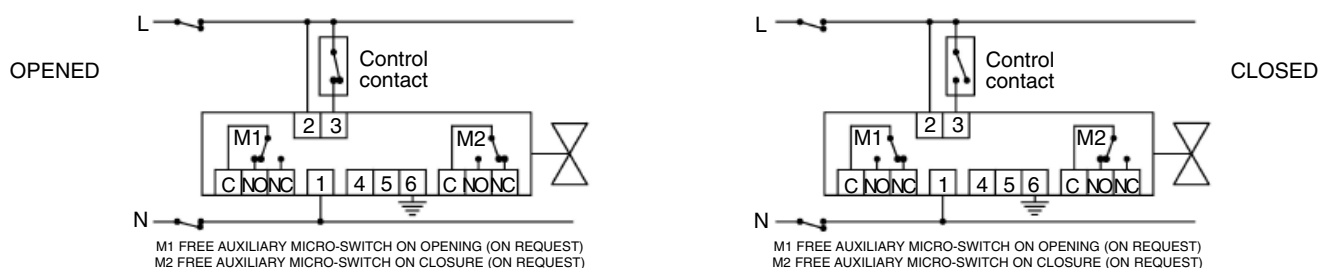 L
Control
contact
OPENED
2 3
M1
M2
C NO NC
1
4 5 6
C NO NC
N
M1 FREE AUXILIARY MICRO-SWITCH ON OPENING (ON REQUEST)
M2 FREE AUXILIARY MICRO-SWITCH ON CLOSURE (ON REQUEST)
L
Control
contact
CLOSED
2 3
M1
M2
C NO NC
1
4 5 6
C NO NC
N
M1 FREE AUXILIARY MICRO-SWITCH ON OPENING (ON REQUEST)
M2 FREE AUXILIARY MICRO-SWITCH ON CLOSURE (ON REQUEST)